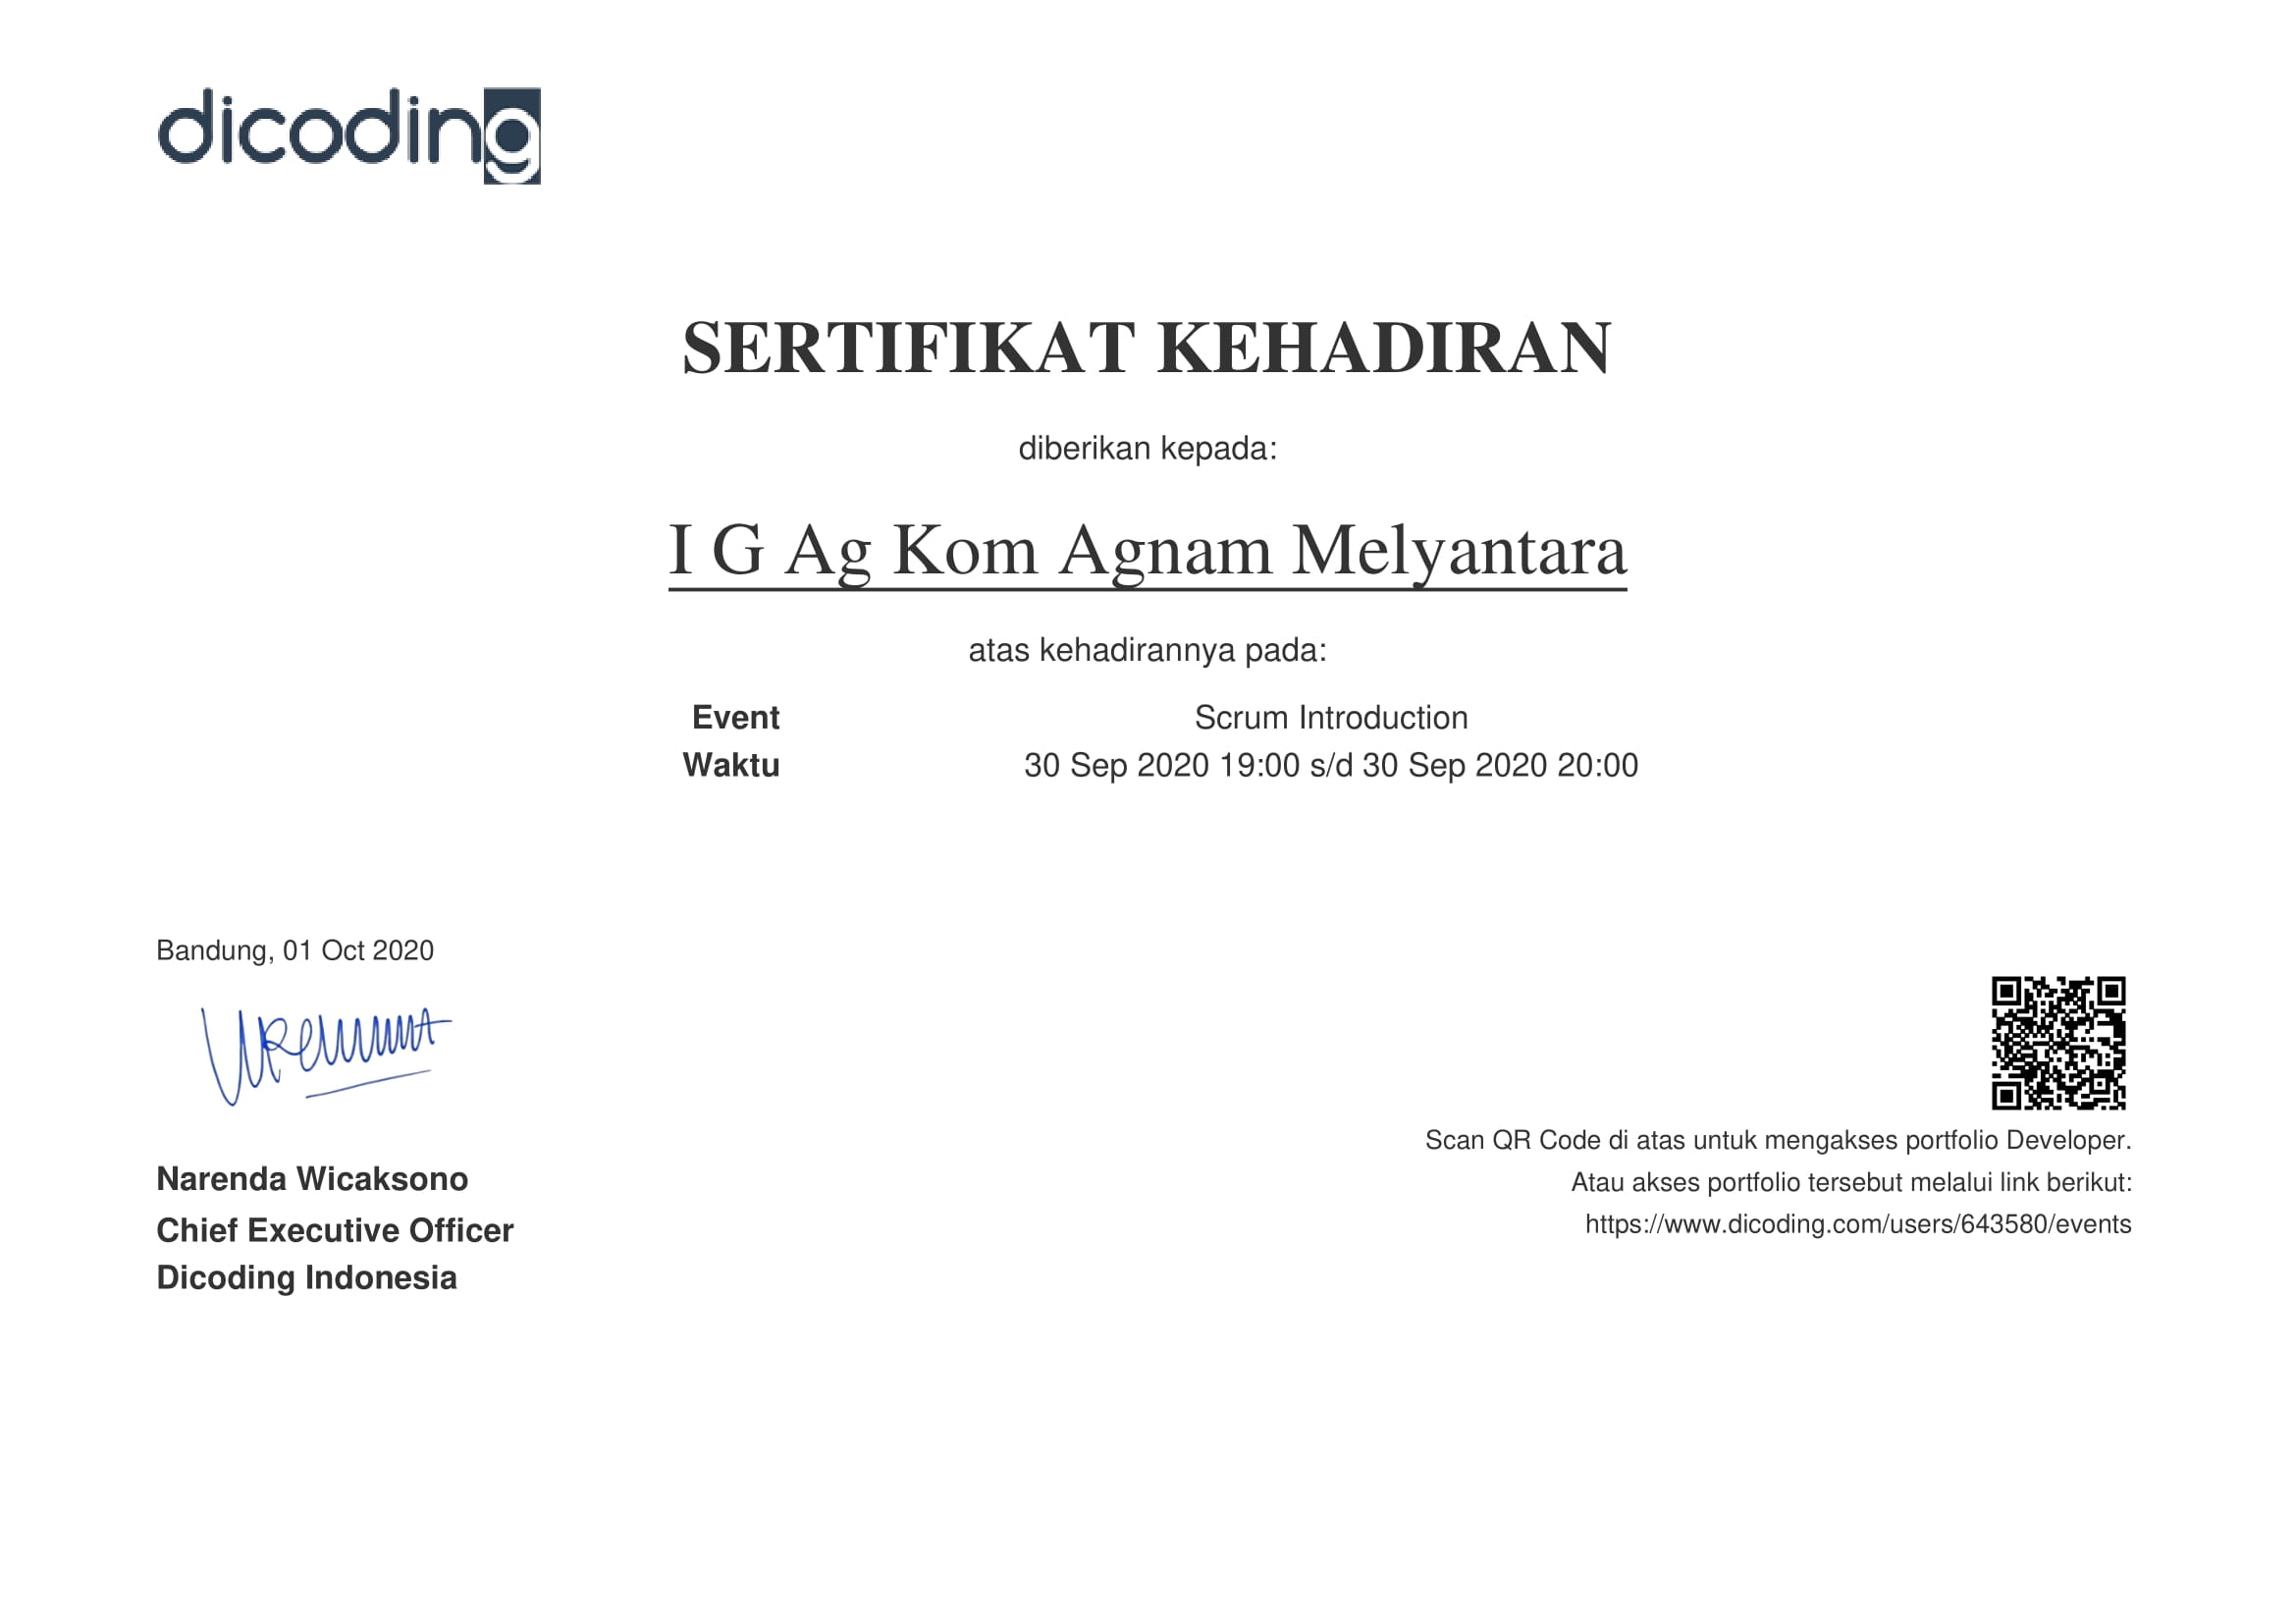 dicoding
SERTIFIKAT KEHADIRAN
diberikan kepada:
I G Ag Kom Agnam Melyantara
atas kehadirannya pada:
Event Scrum Introduction
Waktu 30 Sep 2020 19:00 s/d 30 Sep 2020 20:00
Bandung, 01 Oct 2020
Narenda Wicaksono
Chief Executive Officer
Dicoding Indonesia
Scan QR Code di atas untuk mengakses portfolio Developer.
Atau akses portfolio tersebut melalui link berikut:
https://www.dicoding.com/users/643580/events